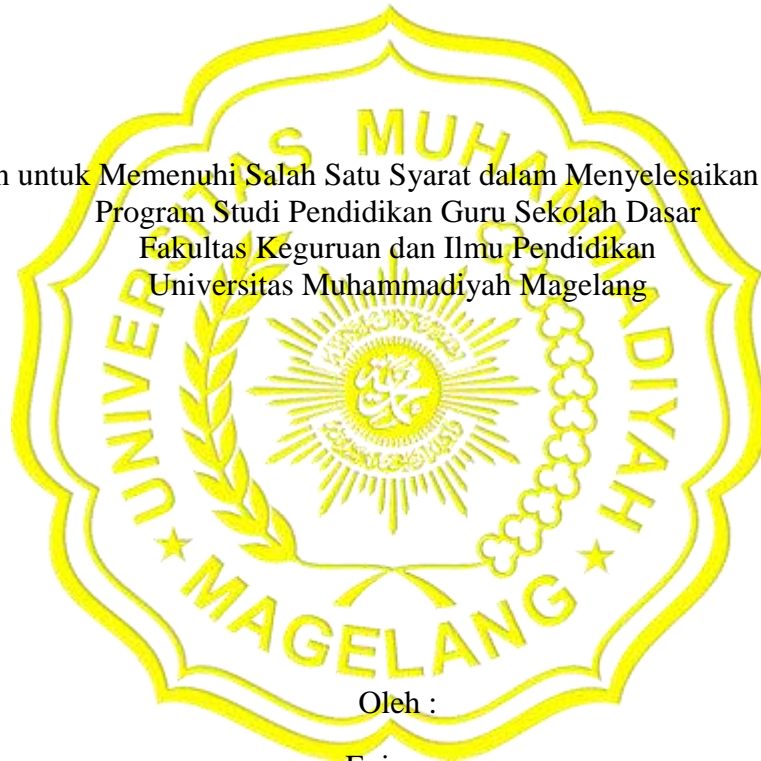 untuk Memenuhi Salah Satu Syarat dalam Menyelesaikan
Program Studi Pendidikan Guru Sekolah Dasar
Fakultas Keguruan dan Ilmu Pendidikan
Universitas Muhammadiyah Magelang
UNIVERSITAS MUHAMMADIYAH
★ MAGELANG ★
Oleh :